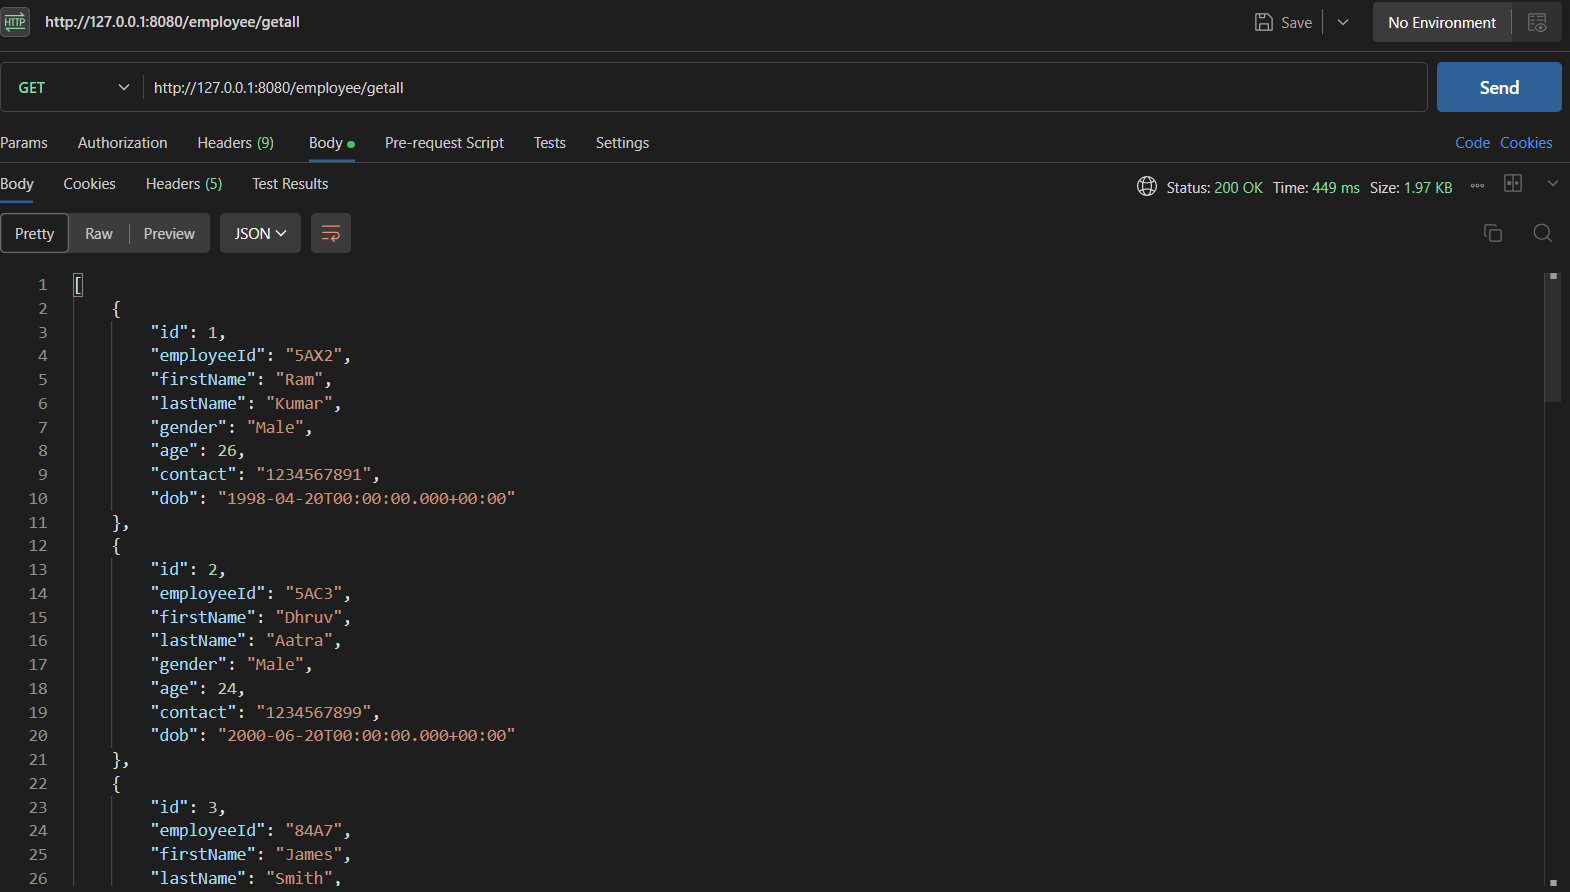 HTTP http://127.0.0.1:8080/employee/getall Save No Environment
GET http://127.0.0.1:8080/employee/getall Send
Params Authorization Headers (9) Body Pre-request Script Tests Settings Code Cookies
Body Cookies Headers (5) Test Results Status: 200 OK Time: 449 ms Size: 1.97 KB
Pretty Raw Preview JSON
1 [
2 {
3 "id": 1,
4 "employeeId": "5AX2",
5 "firstName": "Ram",
6 "lastName": "Kumar",
7 "gender": "Male",
8 "age": 26,
9 "contact": "1234567891",
10 "dob": "1998-04-20T00:00:00.000+00:00"
11 },
12 {
13 "id": 2,
14 "employeeId": "5AC3",
15 "firstName": "Dhruv",
16 "lastName": "Aatra",
17 "gender": "Male",
18 "age": 24,
19 "contact": "1234567899",
20 "dob": "2000-06-20T00:00:00.000+00:00"
21 },
22 {
23 "id": 3,
24 "employeeId": "84A7",
25 "firstName": "James",
26 "lastName": "Smith",